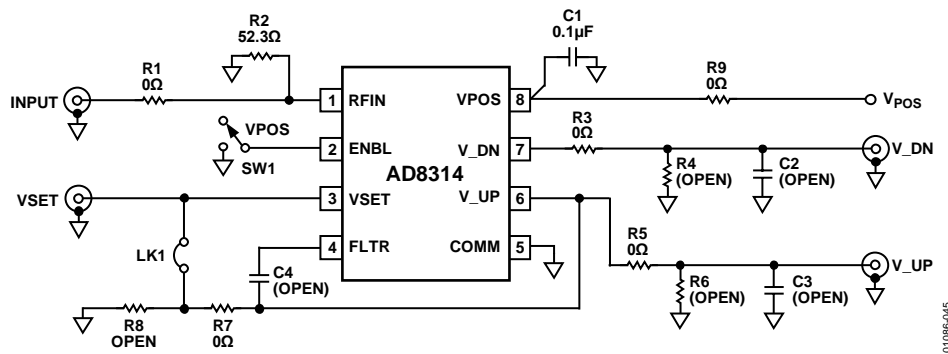 R2
52.3Ω
C1
0.1µF
R1
0Ω
R9
0Ω
INPUT
1 RFIN
VPOS 8
VPOS
VPOS
SW1
2 ENBL
V_DN 7
R3
0Ω
R4
(OPEN)
C2
(OPEN)
V_DN
AD8314
VSET
3 VSET
V_UP 6
LK1
4 FLTR
COMM 5
C4
(OPEN)
R5
0Ω
R6
(OPEN)
C3
(OPEN)
V_UP
R8
OPEN
R7
0Ω
01086-045